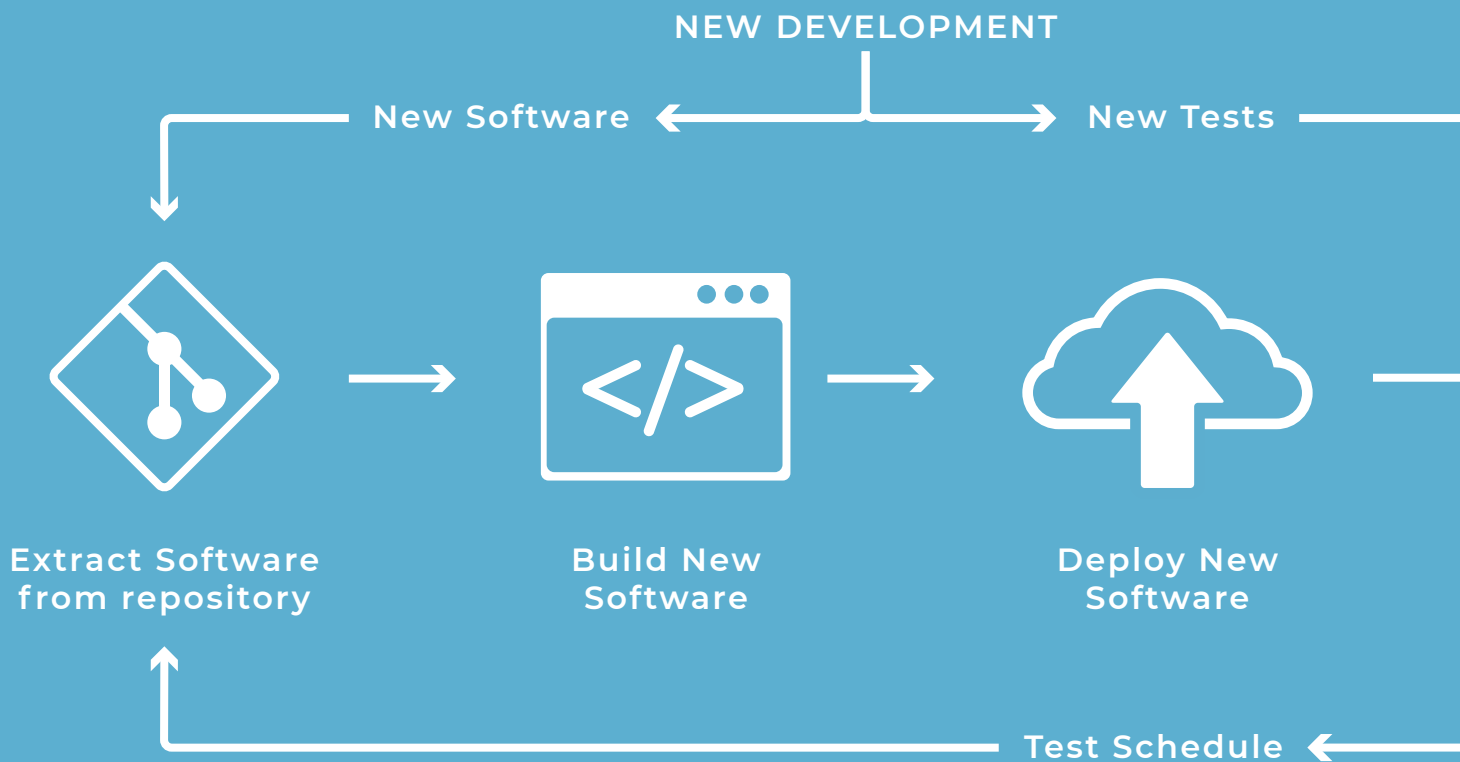 NEW DEVELOPMENT
New Software
New Tests
</>
Extract Software
from repository
Build New
Software
Deploy New
Software
Test Schedule